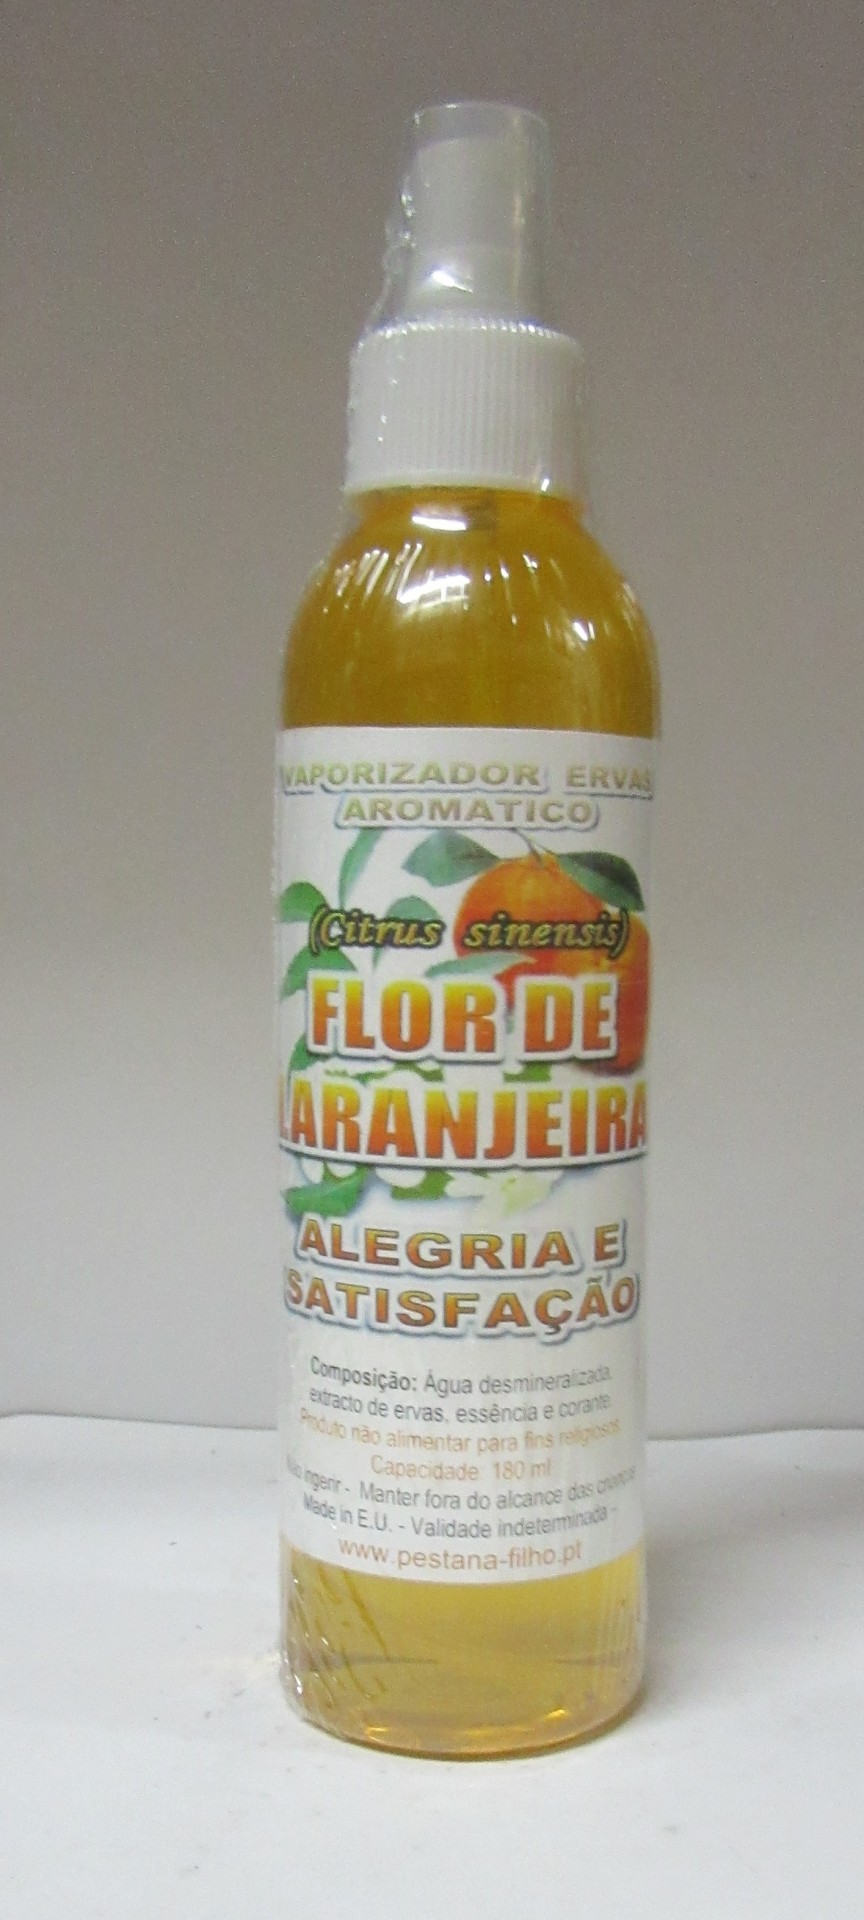 VAPORIZADOR ERVAS
AROMATICO
(Citrus sinensis)
FLOR DE
LARANJEIRA
ALEGRIA E
SATISFAÇÃO
Composição: Água desmineralizada,
extracto de ervas, essência e corante.
Produto não alimentar para fins religiosos.
Capacidade: 180 ml
Não ingerir - Manter fora do alcance das crianças
Made in E.U. - Validade indeterminada -
www.pestana-filho.pt